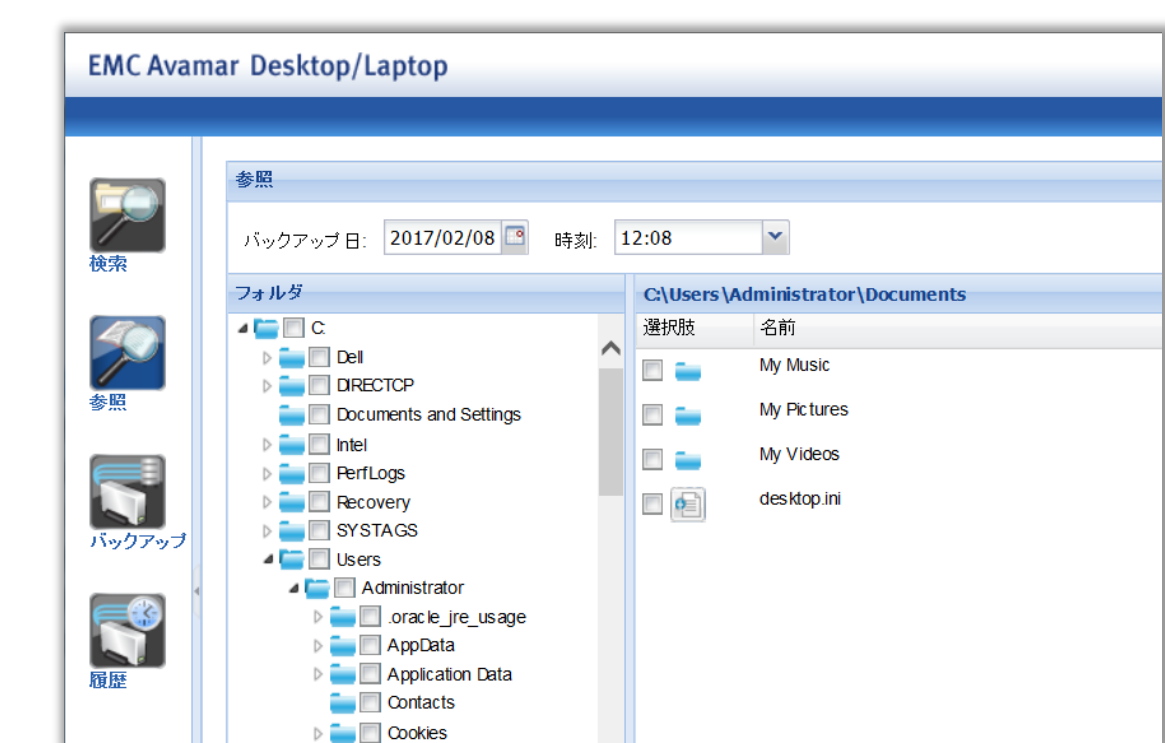 EMC Avamar Desktop/Laptop
検索
参照
バックアップ
履歴
参照
バックアップ 日: 2017/02/08 時刻: 12:08
フォルダ
C:
Dell
DIRECTCP
Documents and Settings
Intel
PerfLogs
Recovery
SYSTAGS
Users
Administrator
.oracle_jre_usage
AppData
Application Data
Contacts
Cookies
C:\Users\Administrator\Documents
選択肢 名前
My Music
My Pictures
My Videos
desktop.ini